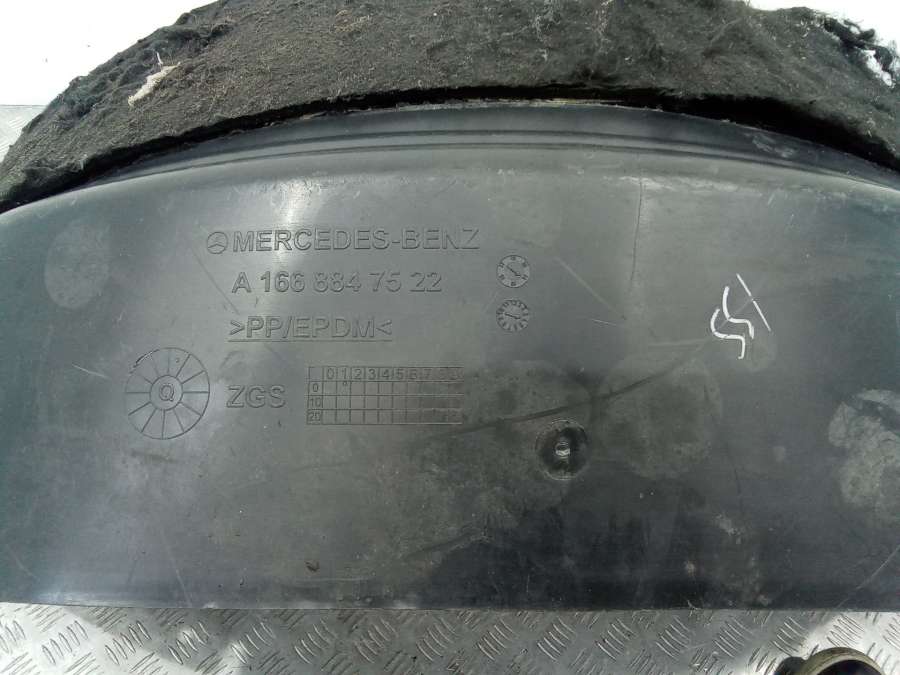 MERCEDES-BENZ
A 166 884 75 22
>PP/EPDM<
Q
ZGS
0 1 2 3 4 5 6 7 8 9
0
10
20